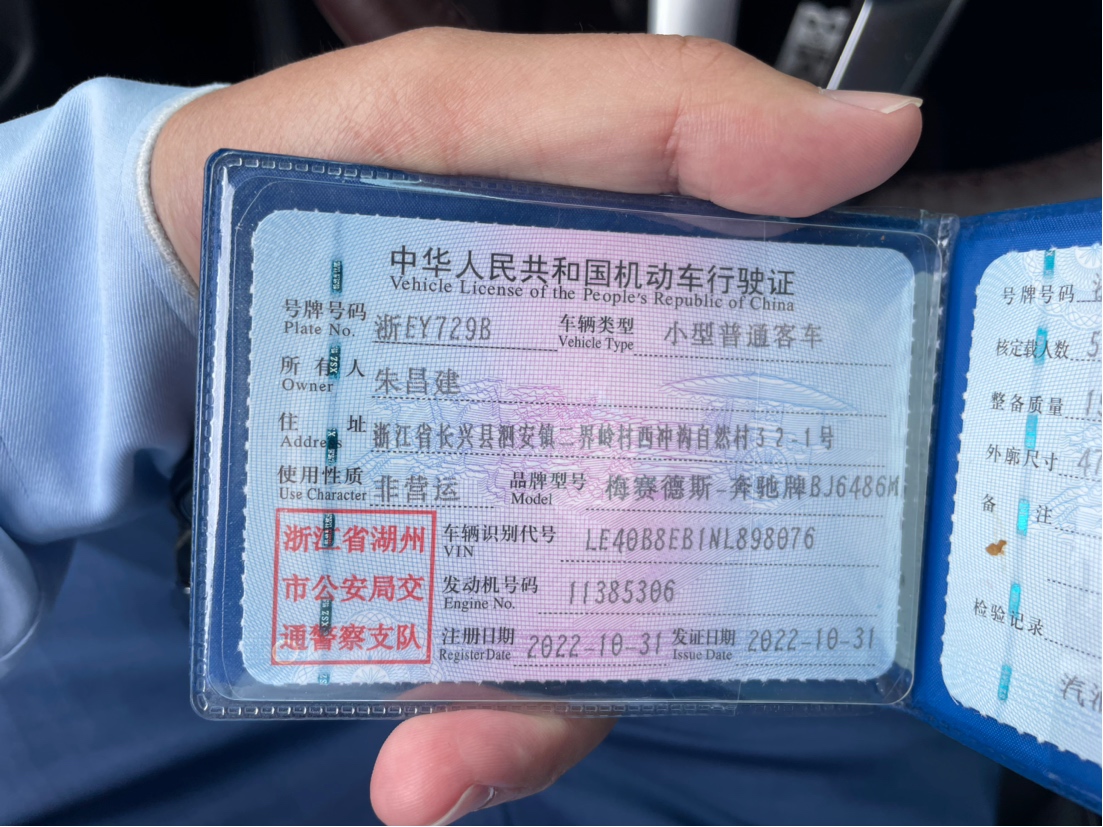 中华人民共和国机动车行驶证
Vehicle License of the People's Republic of China
号牌号码 浙EY729B 车辆类型 小型普通客车
Plate No. Vehicle Type
所有人 朱昌建
Owner
住址 浙江省长兴县泗安镇二界岭村西冲沟自然村32-1号
Address
使用性质 非营运 品牌型号 梅赛德斯-奔驰牌BJ6486M
Use Character Model
浙江省湖州
市公安局交
通警察支队
车辆识别代号 LE40B8EB1NL898076
VIN
发动机号码 11385306
Engine No.
注册日期 2022-10-31 发证日期 2022-10-31
Register Date Issue Date
号牌号码
核定载人数 5
整备质量
外廓尺寸 47
备注
检验记录